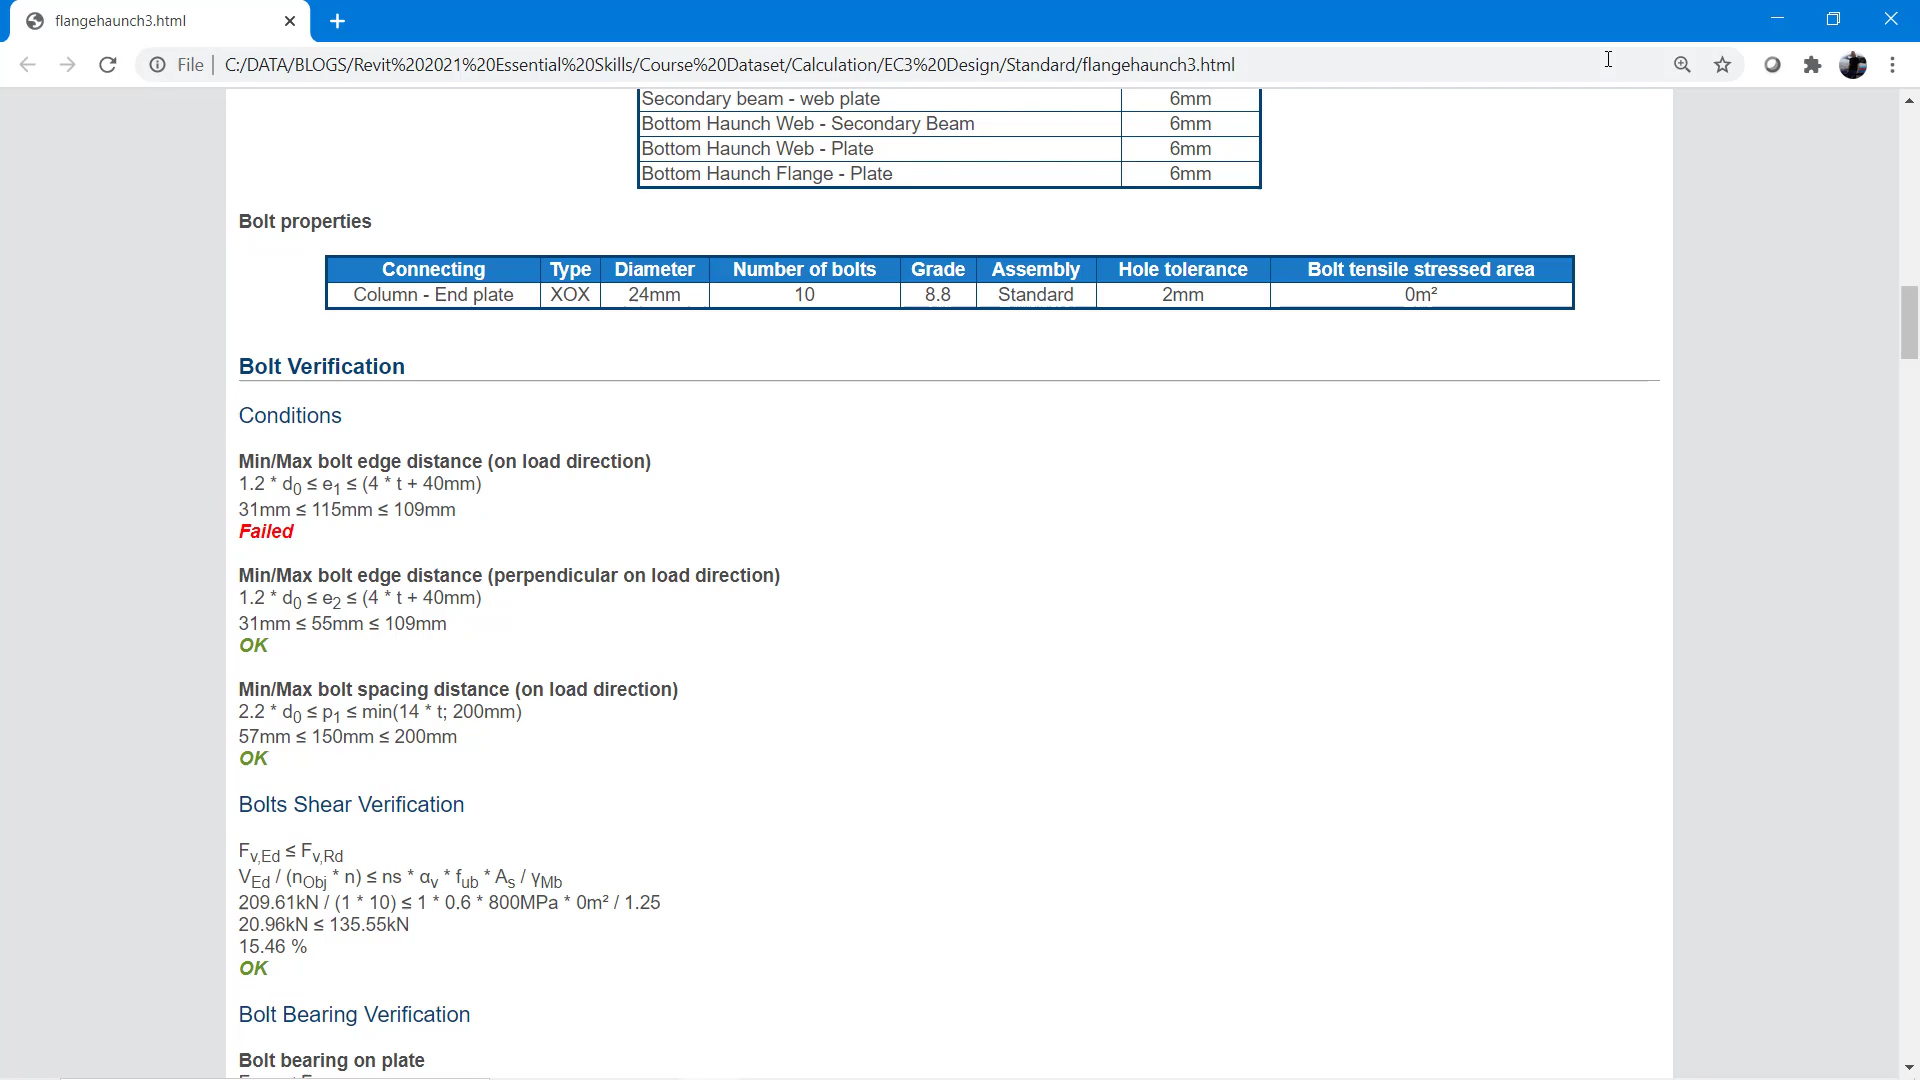 flangehaunch3.html
File | C:/DATA/BLOGS/Revit%202021%20Essential%20Skills/Course%20Dataset/Calculation/EC3%20Design/Standard/flangehaunch3.html
Secondary beam - web plate 6mm
Bottom Haunch Web - Secondary Beam 6mm
Bottom Haunch Web - Plate 6mm
Bottom Haunch Flange - Plate 6mm
Bolt properties
Connecting Type Diameter Number of bolts Grade Assembly Hole tolerance Bolt tensile stressed area
Column - End plate XOX 24mm 10 8.8 Standard 2mm 0m²
Bolt Verification
Conditions
Min/Max bolt edge distance (on load direction)
1.2 * d0 ≤ e1 ≤ (4 * t + 40mm)
31mm ≤ 115mm ≤ 109mm
Failed
Min/Max bolt edge distance (perpendicular on load direction)
1.2 * d0 ≤ e2 ≤ (4 * t + 40mm)
31mm ≤ 55mm ≤ 109mm
OK
Min/Max bolt spacing distance (on load direction)
2.2 * d0 ≤ p1 ≤ min(14 * t; 200mm)
57mm ≤ 150mm ≤ 200mm
OK
Bolts Shear Verification
Fv,Ed ≤ Fv,Rd
VEd / (nObj * n) ≤ ns * αv * fub * As / γMb
209.61kN / (1 * 10) ≤ 1 * 0.6 * 800MPa * 0m² / 1.25
20.96kN ≤ 135.55kN
15.46 %
OK
Bolt Bearing Verification
Bolt bearing on plate